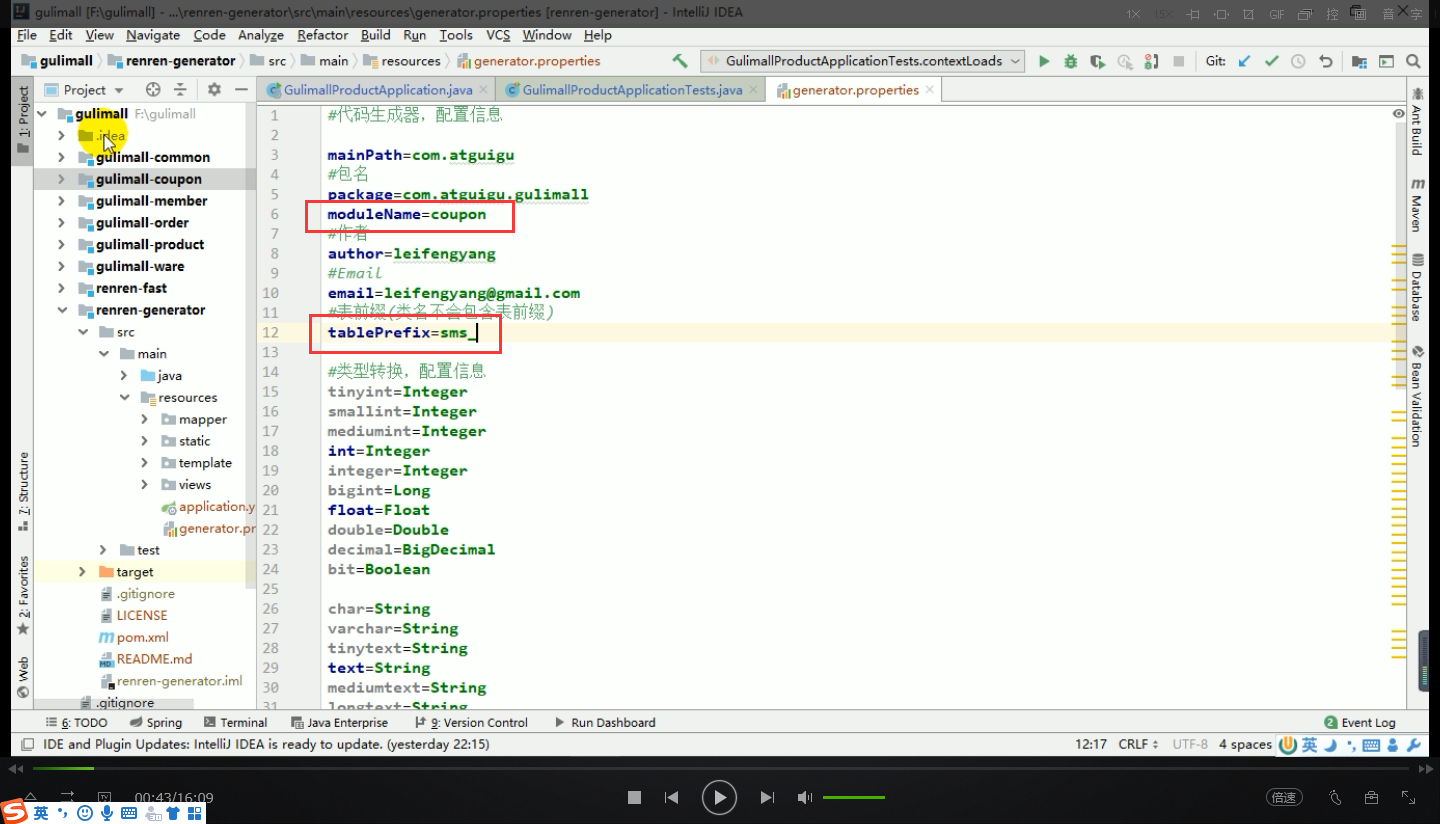 gulimall [F:\gulimall] - ...\renren-generator\src\main\resources\generator.properties [renren-generator] - IntelliJ IDEA
1X 15X GIF 控 音 字
File Edit View Navigate Code Analyze Refactor Build Run Tools VCS Window Help
gulimall renren-generator src main resources generator.properties GulimallProductApplicationTests.contextLoads Git:
Project GulimallProductApplication.java GulimallProductApplicationTests.java generator.properties
1: Project
7: Structure
2: Favorites
Web
gulimall F:\gulimall
.idea
gulimall-common
gulimall-coupon
gulimall-member
gulimall-order
gulimall-product
gulimall-ware
renren-fast
renren-generator
src
main
java
resources
mapper
static
template
views
application.y
generator.pr
test
target
.gitignore
LICENSE
pom.xml
README.md
renren-generator.iml
.gitignore
1 #代码生成器，配置信息
2
3 mainPath=com.atguigu
4 #包名
5 package=com.atguigu.gulimall
6 moduleName=coupon
7 #作者
8 author=leifengyang
9 #Email
10 email=leifengyang@gmail.com
11 #表前缀(类名不会包含表前缀)
12 tablePrefix=sms_
13
14 #类型转换，配置信息
15 tinyint=Integer
16 smallint=Integer
17 mediumint=Integer
18 int=Integer
19 integer=Integer
20 bigint=Long
21 float=Float
22 double=Double
23 decimal=BigDecimal
24 bit=Boolean
25
26 char=String
27 varchar=String
28 tinytext=String
29 text=String
30 mediumtext=String
31 longtext=String
Ant Build
Maven
Database
Bean Validation
6: TODO Spring Terminal Java Enterprise 9: Version Control Run Dashboard 2 Event Log
IDE and Plugin Updates: IntelliJ IDEA is ready to update. (yesterday 22:15) 12:17 CRLF UTF-8 4 spaces 英
00:43/16:09 倍速
英